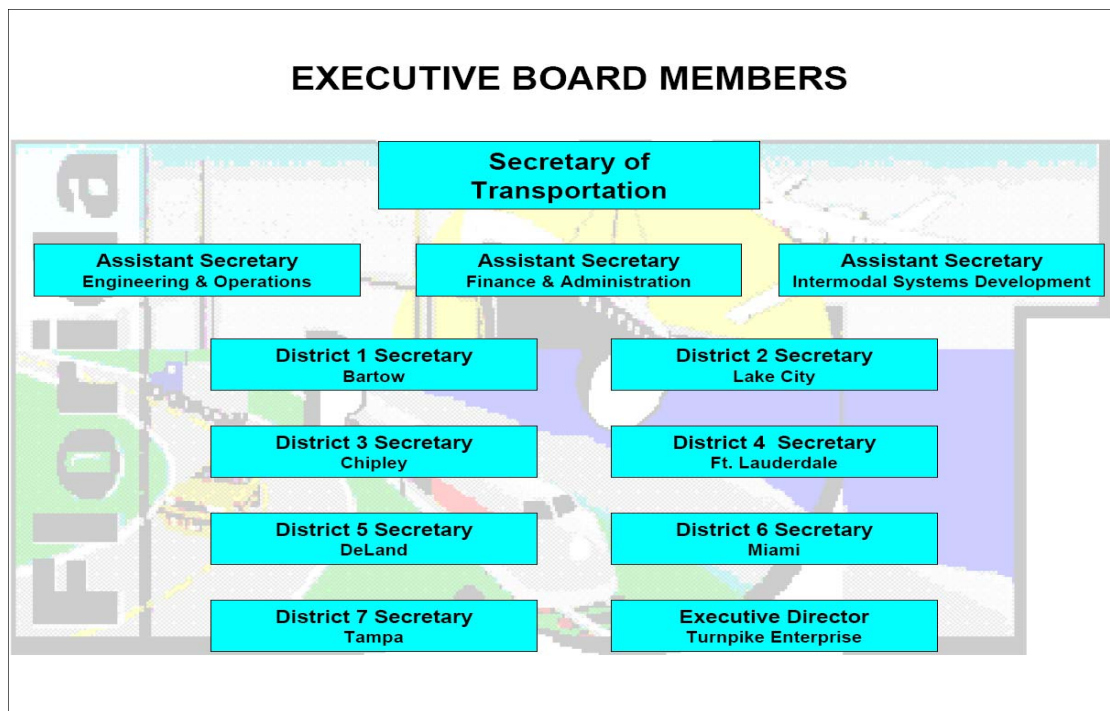 EXECUTIVE BOARD MEMBERS
Florida
Secretary of
Transportation
Assistant Secretary
Engineering & Operations
Assistant Secretary
Finance & Administration
Assistant Secretary
Intermodal Systems Development
District 1 Secretary
Bartow
District 2 Secretary
Lake City
District 3 Secretary
Chipley
District 4  Secretary
Ft. Lauderdale
District 5 Secretary
DeLand
District 6 Secretary
Miami
District 7 Secretary
Tampa
Executive Director
Turnpike Enterprise